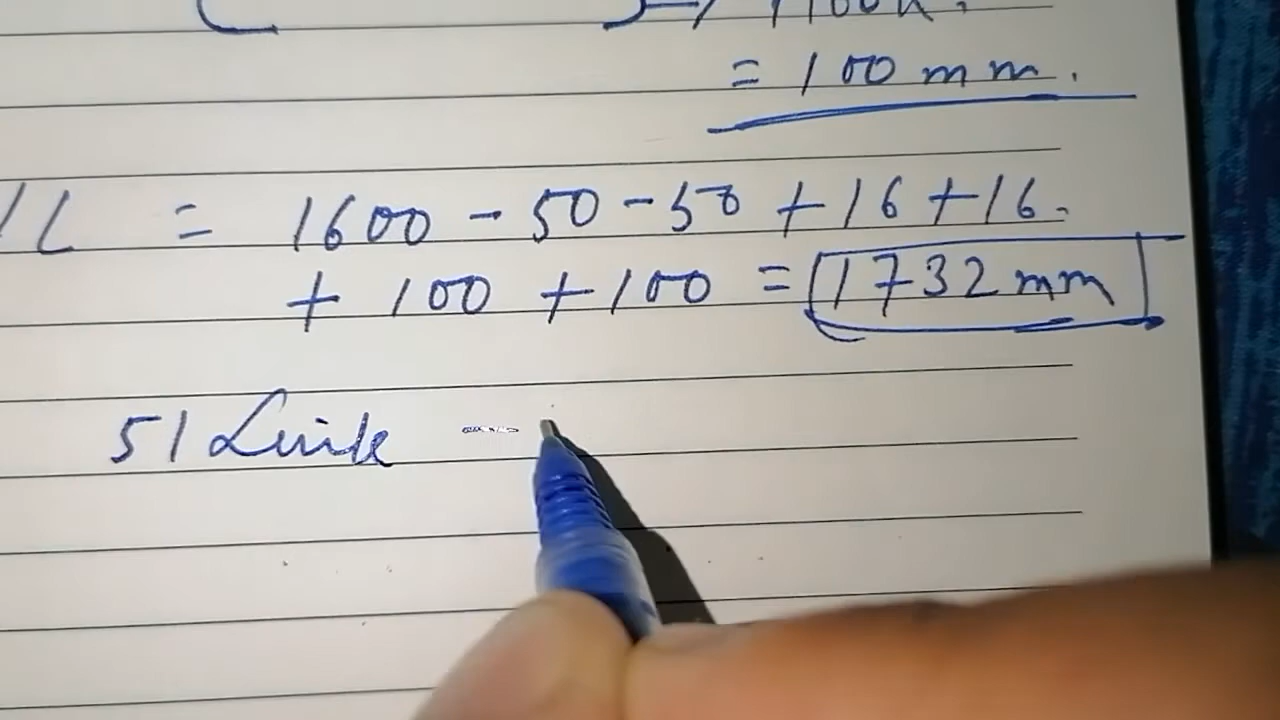 = 100 mm.
= 1600 - 50 - 50 + 16 + 16.
+ 100 + 100 = 1732 mm
51 Link